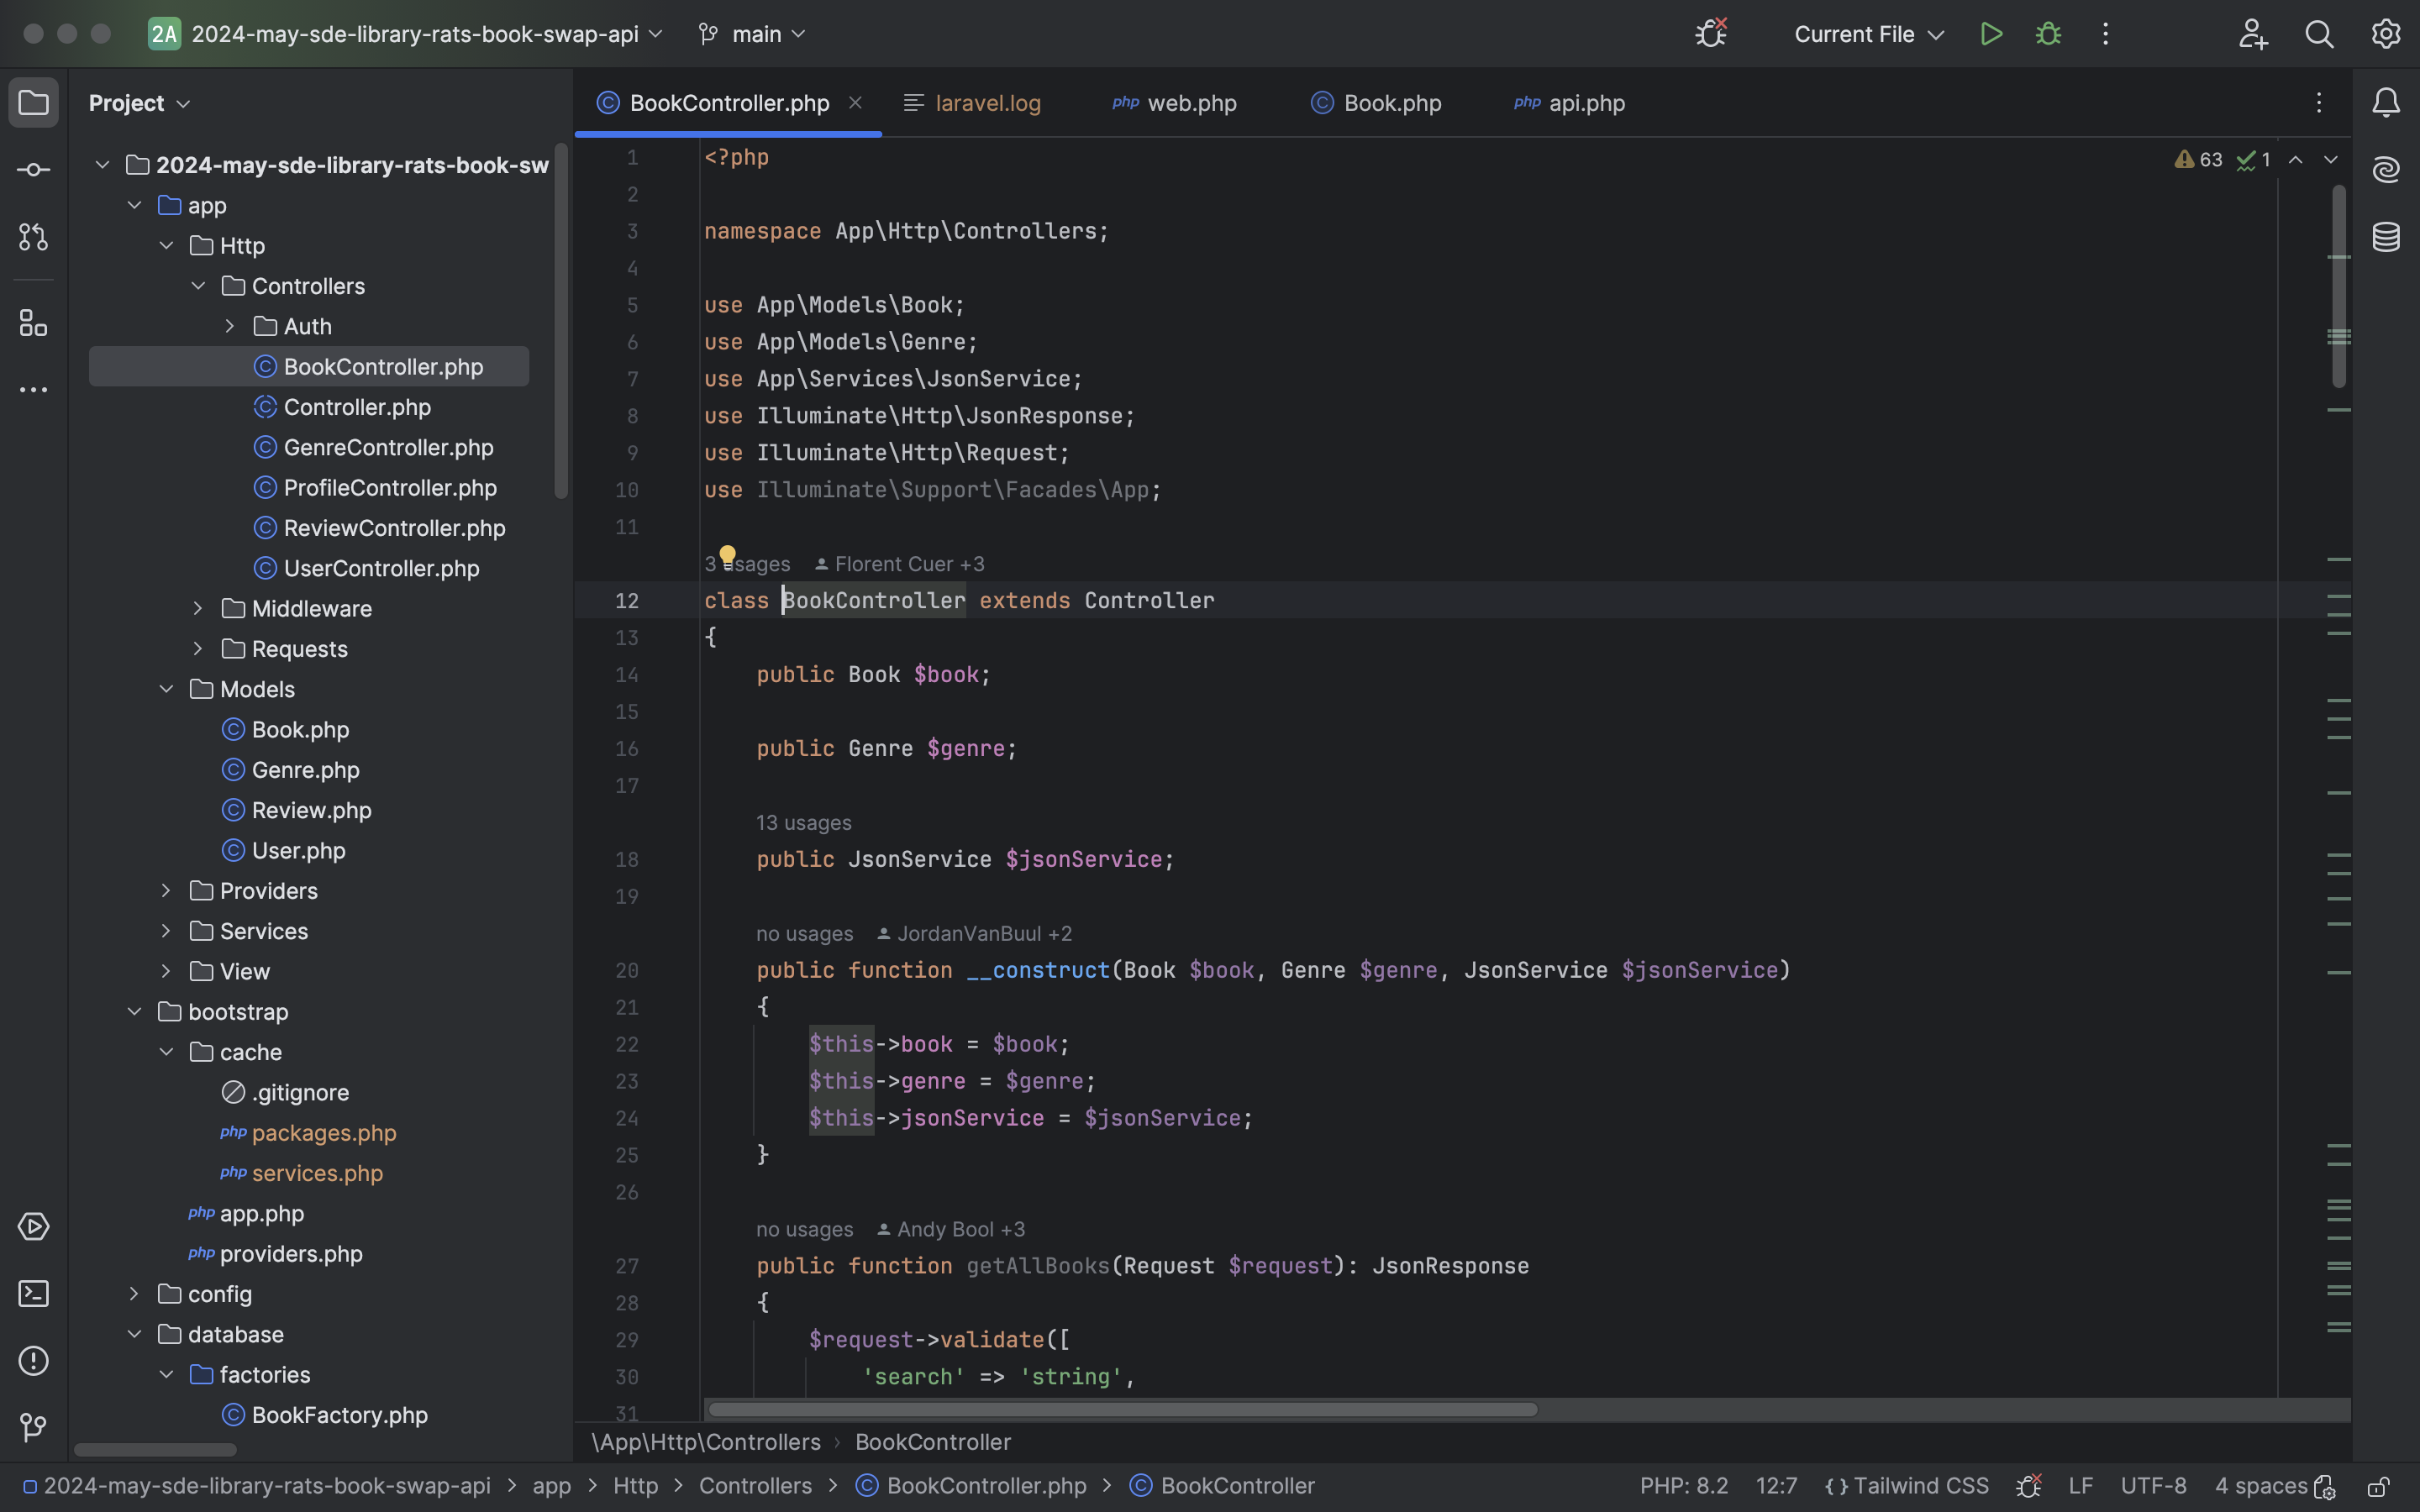 2A 2024-may-sde-library-rats-book-swap-api main Current File
Project
2024-may-sde-library-rats-book-sw
app
Http
Controllers
Auth
BookController.php
Controller.php
GenreController.php
ProfileController.php
ReviewController.php
UserController.php
Middleware
Requests
Models
Book.php
Genre.php
Review.php
User.php
Providers
Services
View
bootstrap
cache
.gitignore
php packages.php
php services.php
php app.php
php providers.php
config
database
factories
BookFactory.php
BookController.php laravel.log php web.php Book.php php api.php
63 1
1 <?php
2
3 namespace App\Http\Controllers;
4
5 use App\Models\Book;
6 use App\Models\Genre;
7 use App\Services\JsonService;
8 use Illuminate\Http\JsonResponse;
9 use Illuminate\Http\Request;
10 use Illuminate\Support\Facades\App;
11
3 usages Florent Cuer +3
12 class BookController extends Controller
13 {
14 public Book $book;
15
16 public Genre $genre;
17
13 usages
18 public JsonService $jsonService;
19
no usages JordanVanBuul +2
20 public function __construct(Book $book, Genre $genre, JsonService $jsonService)
21 {
22 $this->book = $book;
23 $this->genre = $genre;
24 $this->jsonService = $jsonService;
25 }
26
no usages Andy Bool +3
27 public function getAllBooks(Request $request): JsonResponse
28 {
29 $request->validate([
30 'search' => 'string',
31
\App\Http\Controllers › BookController
2024-may-sde-library-rats-book-swap-api > app > Http > Controllers > BookController.php > BookController PHP: 8.2 12:7 {} Tailwind CSS LF UTF-8 4 spaces